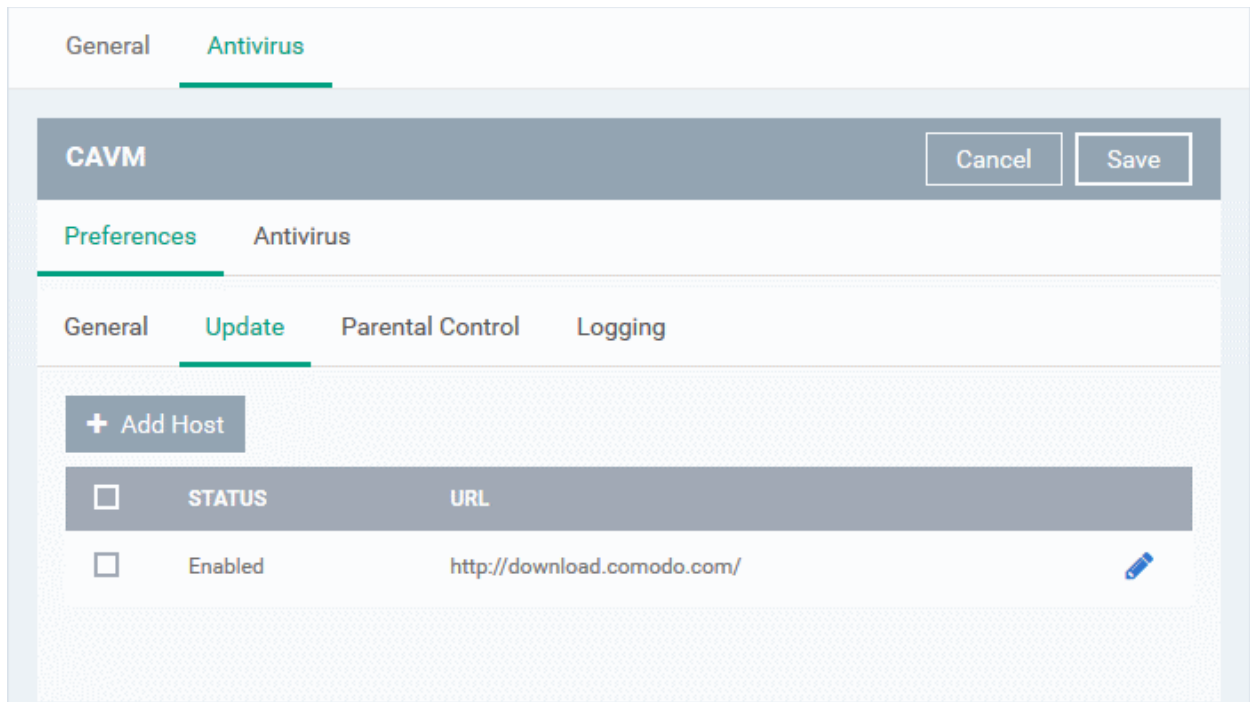 General Antivirus
CAVM Cancel Save
Preferences Antivirus
General Update Parental Control Logging
+ Add Host
STATUS URL
Enabled http://download.comodo.com/